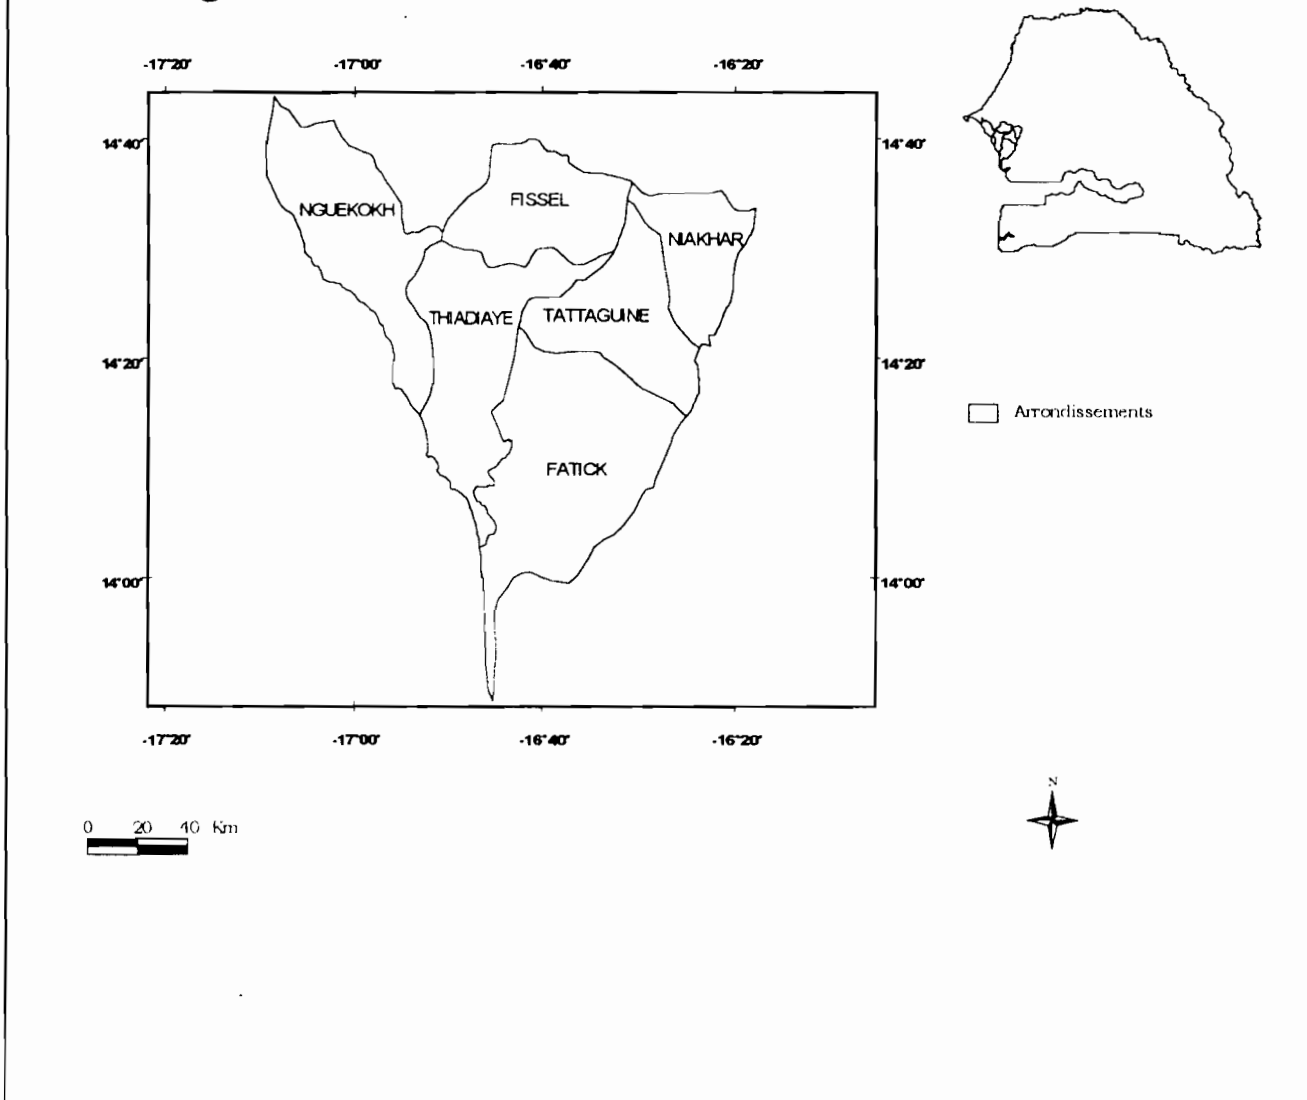 -17°20' -17°00' -16°40' -16°20'
14°40' 14°40'
FISSEL
NGUEKOKH
NIAKHAR
THIADIAYE TATTAGUINE
14°20' 14°20'
Arrondissements
FATICK
14°00' 14°00'
-17°20' -17°00' -16°40' -16°20'
N
0 20 40 Km